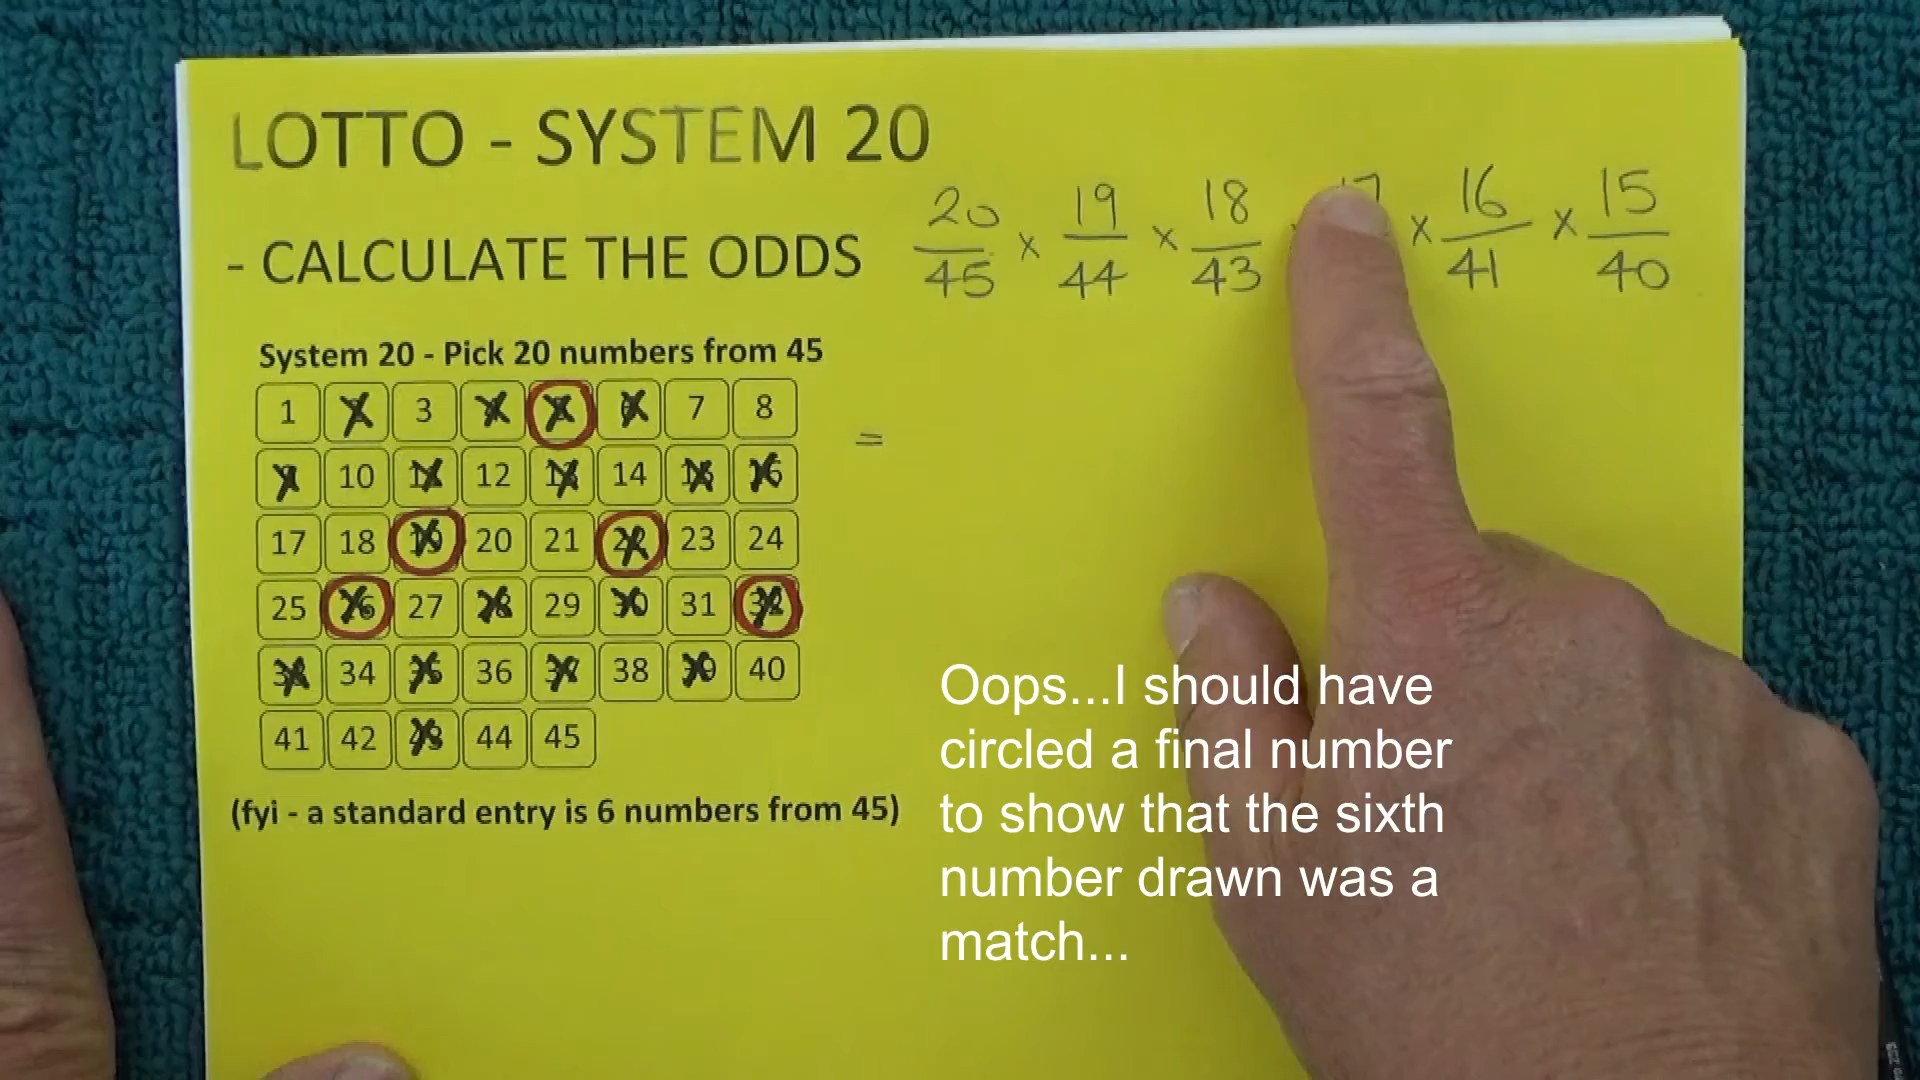 LOTTO - SYSTEM 20
- CALCULATE THE ODDS
20/45 × 19/44 × 18/43 × 16/41 × 15/40
System 20 - Pick 20 numbers from 45
1 3 7 8
=
10 12 14
17 18 20 21 23 24
25 27 29 31
34 36 38 40
41 42 44 45
(fyi - a standard entry is 6 numbers from 45)
Oops...I should have
circled a final number
to show that the sixth
number drawn was a
match...